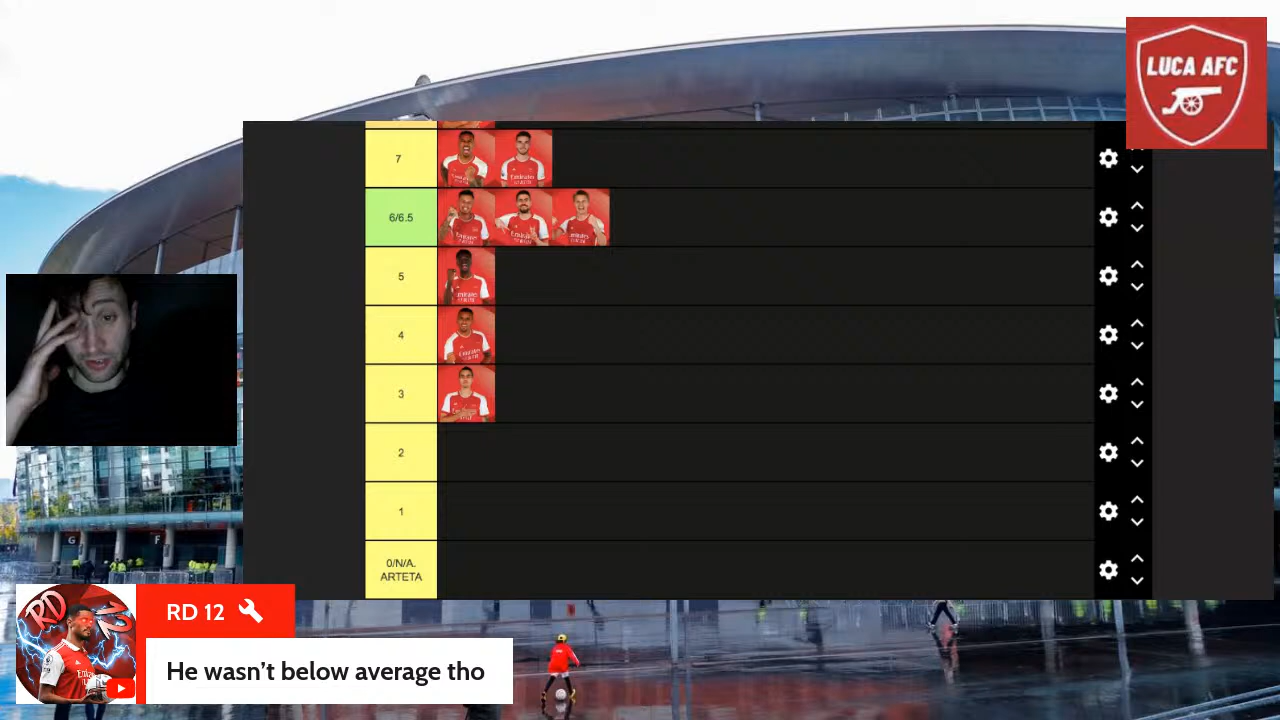 LUCA AFC
7
6/6.5
5
4
3
2
1
0/N/A.
ARTETA
G
F
RD 12
He wasn't below average tho